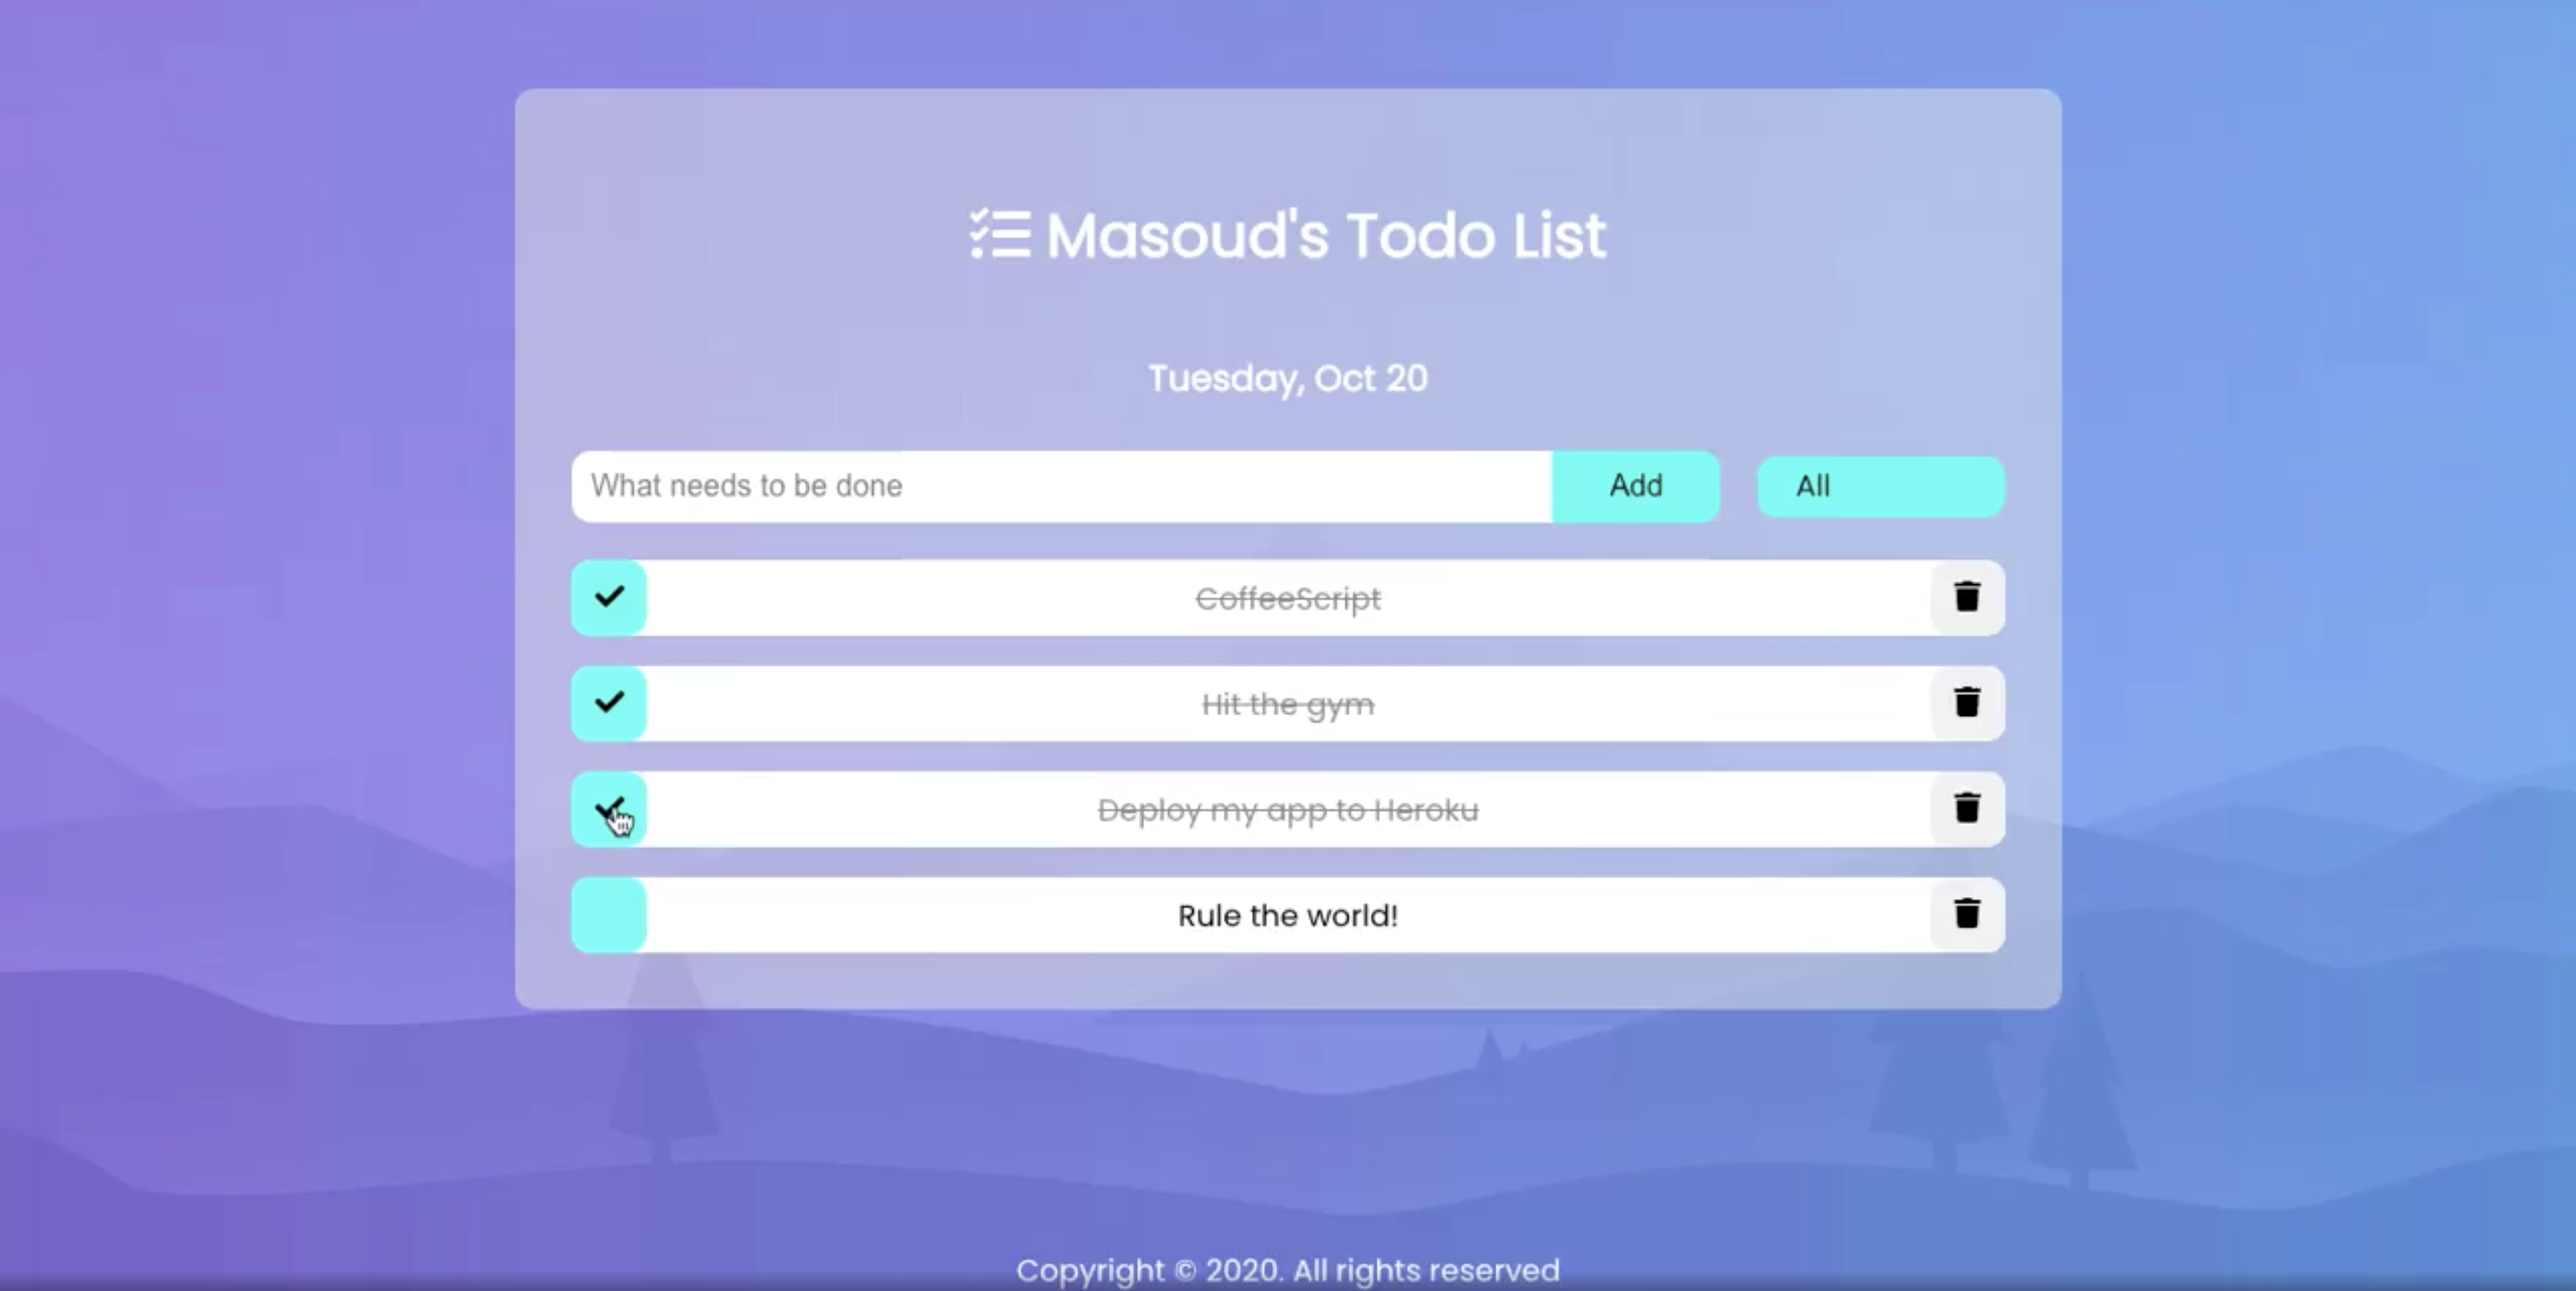 Masoud's Todo List
Tuesday, Oct 20
What needs to be done Add All
CoffeeScript
Hit the gym
Deploy my app to Heroku
Rule the world!
Copyright © 2020. All rights reserved